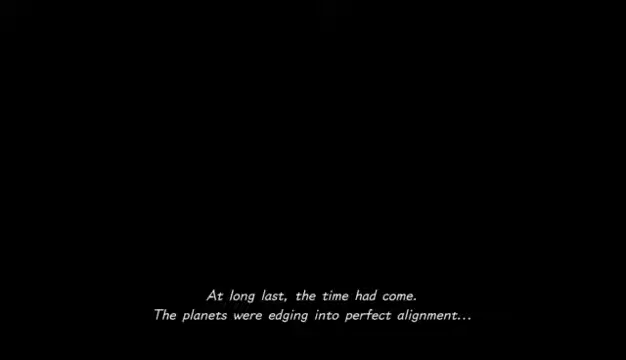 At long last, the time had come.
The planets were edging into perfect alignment...